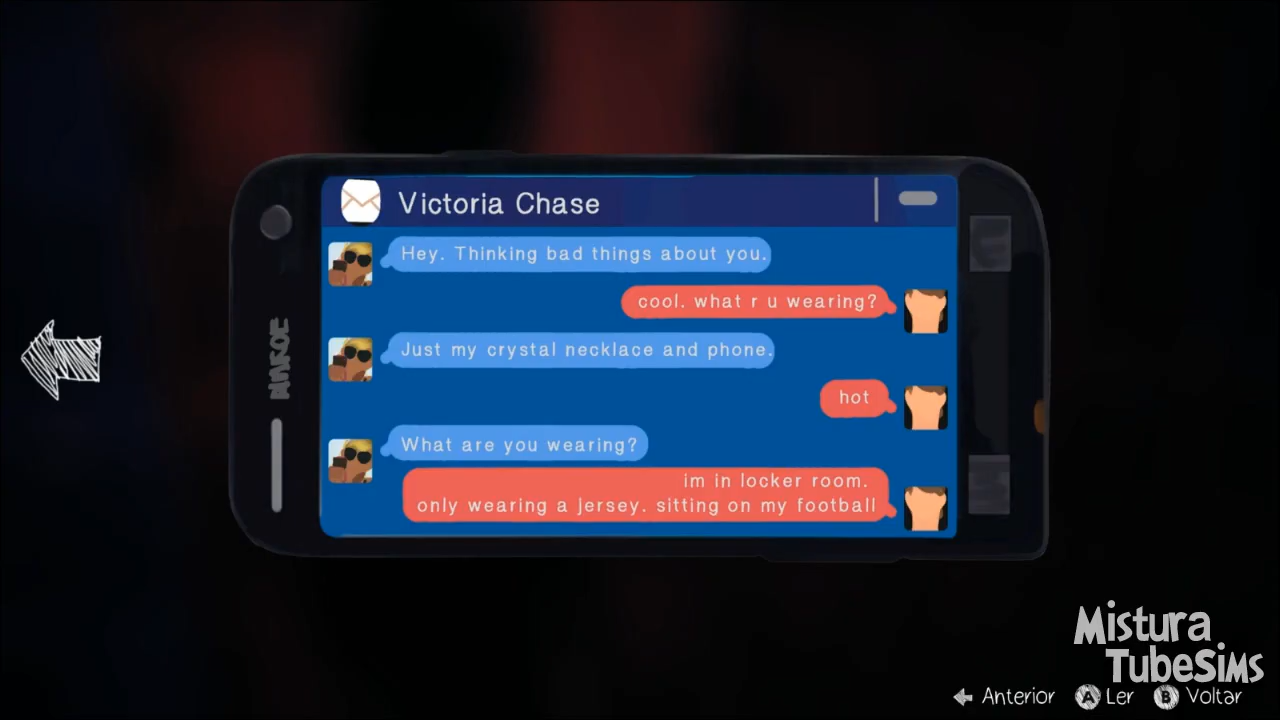 Victoria Chase
Hey. Thinking bad things about you.
cool. what r u wearing?
Just my crystal necklace and phone.
hot
What are you wearing?
im in locker room.
only wearing a jersey. sitting on my football
Mistura
TubeSims
Anterior A Ler B Voltar